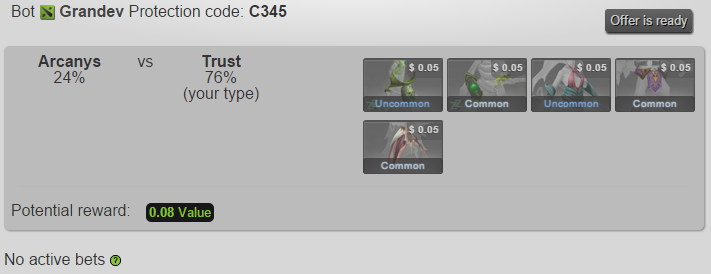 Bot Grandev Protection code: C345
Offer is ready
Arcanys vs Trust
24% 76%
(your type)
$ 0.05 $ 0.05 $ 0.05 $ 0.05
Uncommon Common Uncommon Common
$ 0.05
Common
Potential reward: 0.08 Value
No active bets ?